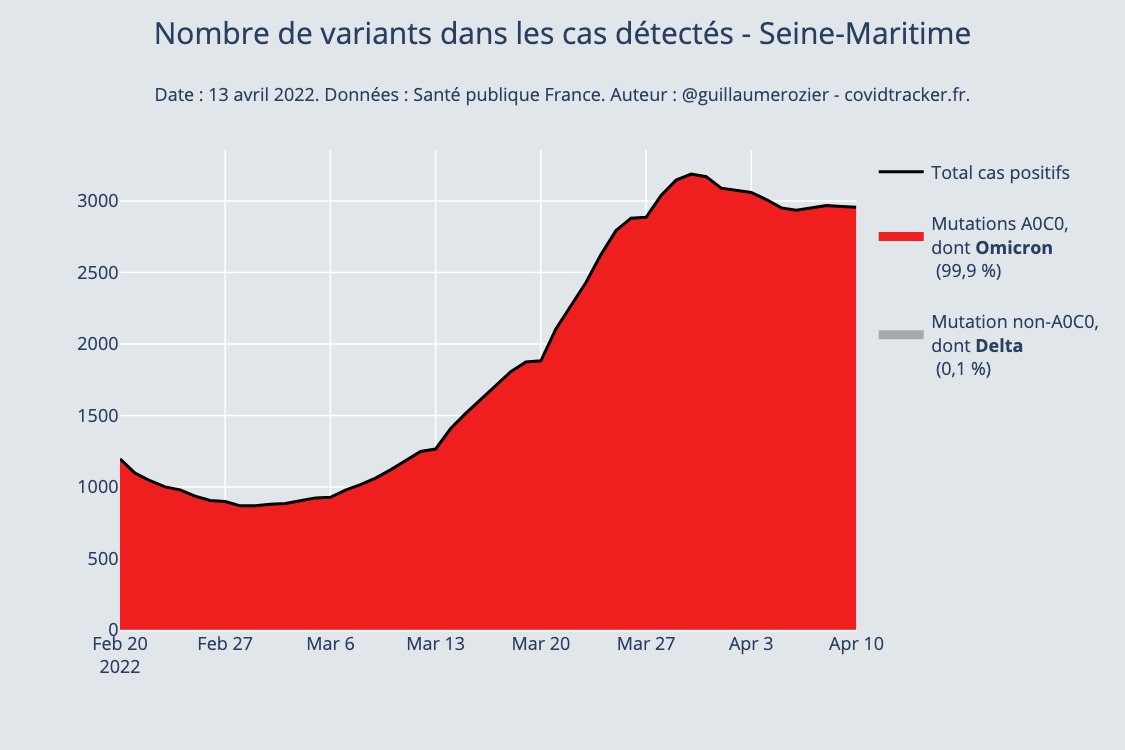 Nombre de variants dans les cas détectés - Seine-Maritime
Date : 13 avril 2022. Données : Santé publique France. Auteur : @guillaumerozier - covidtracker.fr.
3000
2500
2000
1500
1000
500
0
Feb 20
2022
Feb 27
Mar 6
Mar 13
Mar 20
Mar 27
Apr 3
Apr 10
Total cas positifs
Mutations A0C0,
dont Omicron
(99,9 %)
Mutation non-A0C0,
dont Delta
(0,1 %)